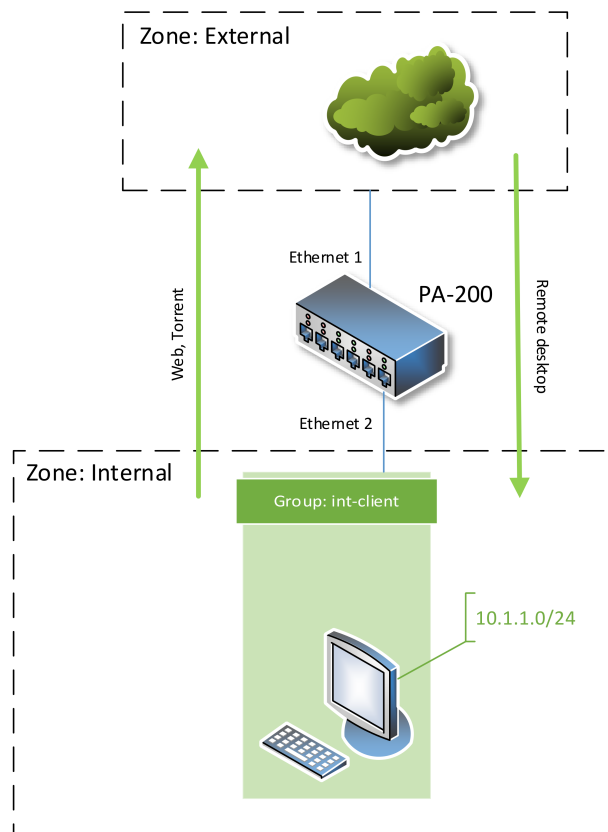 Zone: External
Ethernet 1
PA-200
Web, Torrent
Remote desktop
Ethernet 2
Zone: Internal
Group: int-client
10.1.1.0/24